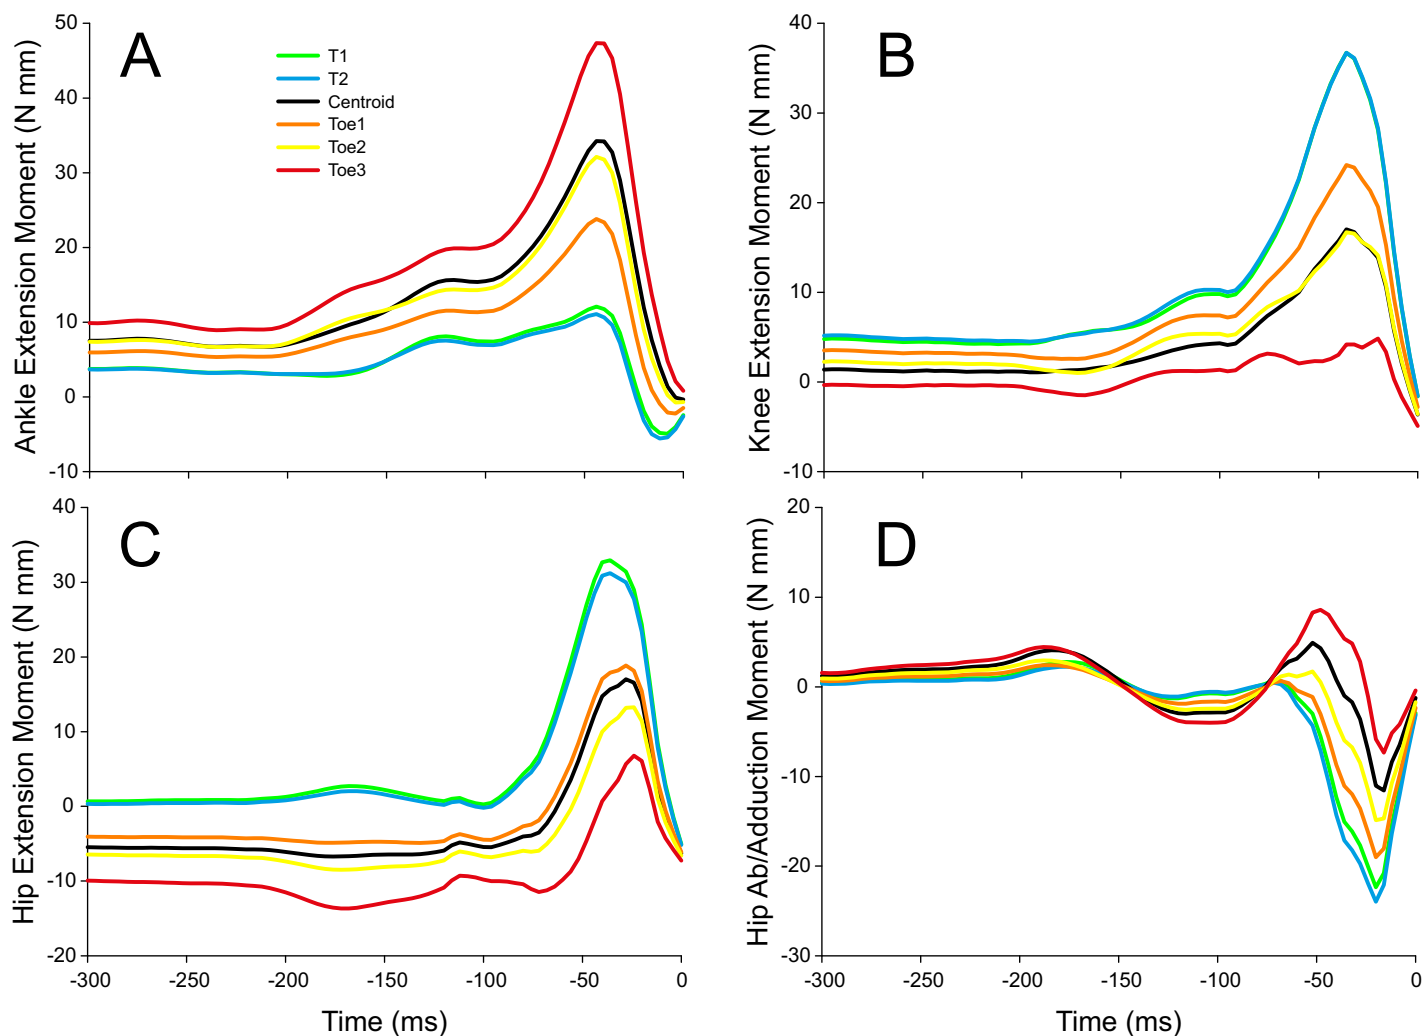 A
Ankle Extension Moment (N mm)
50
40
30
20
10
0
-10
T1
T2
Centroid
Toe1
Toe2
Toe3
B
Knee Extension Moment (N mm)
40
30
20
10
0
-10
C
Hip Extension Moment (N mm)
40
30
20
10
0
-10
-20
-300 -250 -200 -150 -100 -50 0
Time (ms)
D
Hip Ab/Adduction Moment (N mm)
20
10
0
-10
-20
-30
-300 -250 -200 -150 -100 -50 0
Time (ms)